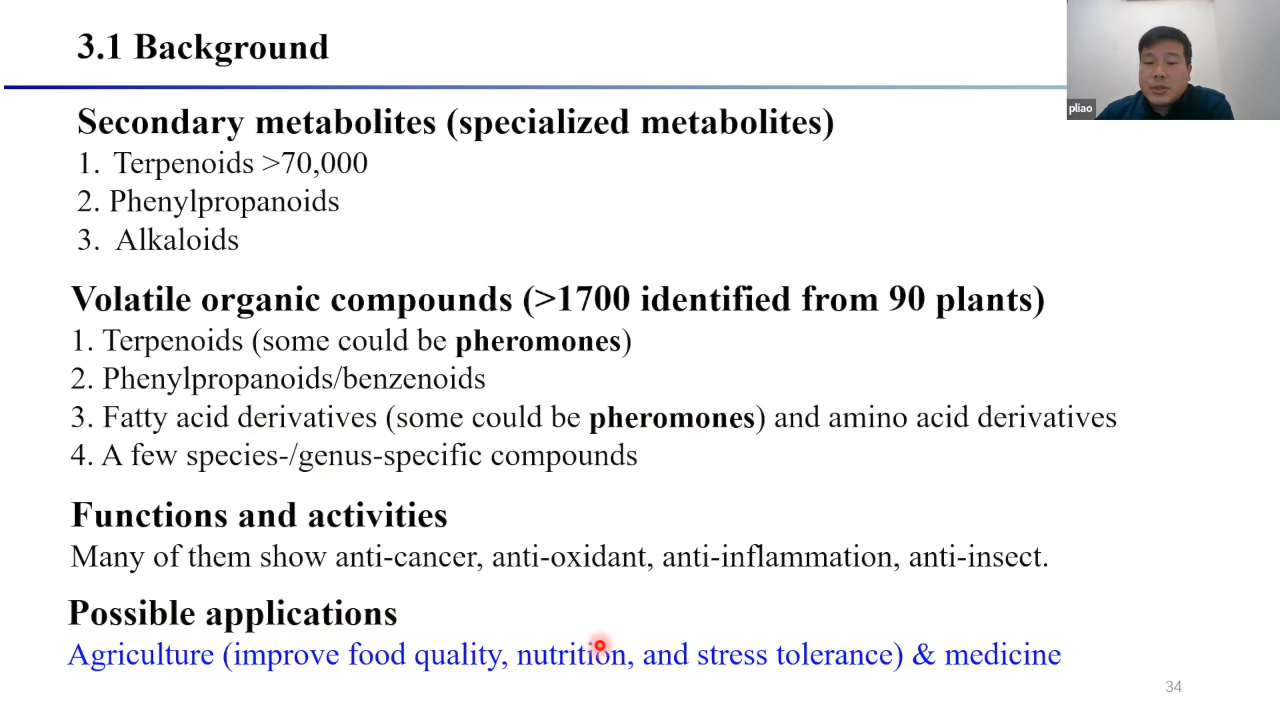 3.1 Background
pliao
Secondary metabolites (specialized metabolites)
1. Terpenoids >70,000
2. Phenylpropanoids
3. Alkaloids
Volatile organic compounds (>1700 identified from 90 plants)
1. Terpenoids (some could be pheromones)
2. Phenylpropanoids/benzenoids
3. Fatty acid derivatives (some could be pheromones) and amino acid derivatives
4. A few species-/genus-specific compounds
Functions and activities
Many of them show anti-cancer, anti-oxidant, anti-inflammation, anti-insect.
Possible applications
Agriculture (improve food quality, nutrition, and stress tolerance) & medicine
34